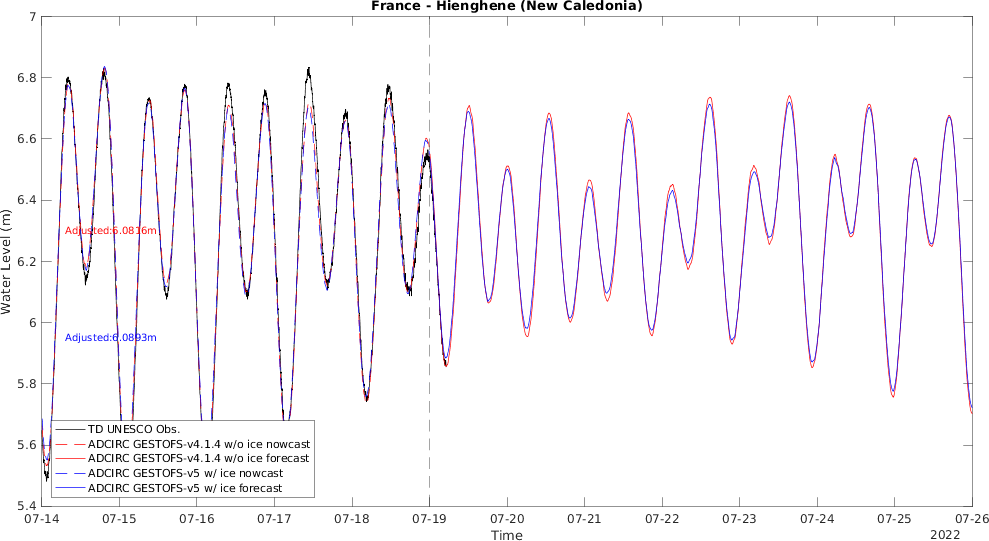 France - Hienghene (New Caledonia)
7
6.8
6.6
6.4
6.2
6
5.8
5.6
5.4
Water Level (m)
Adjusted:6.0816m
Adjusted:6.0893m
TD UNESCO Obs.
ADCIRC GESTOFS-v4.1.4 w/o ice nowcast
ADCIRC GESTOFS-v4.1.4 w/o ice forecast
ADCIRC GESTOFS-v5 w/ ice nowcast
ADCIRC GESTOFS-v5 w/ ice forecast
07-14 07-15 07-16 07-17 07-18 07-19 07-20 07-21 07-22 07-23 07-24 07-25 07-26
Time
2022